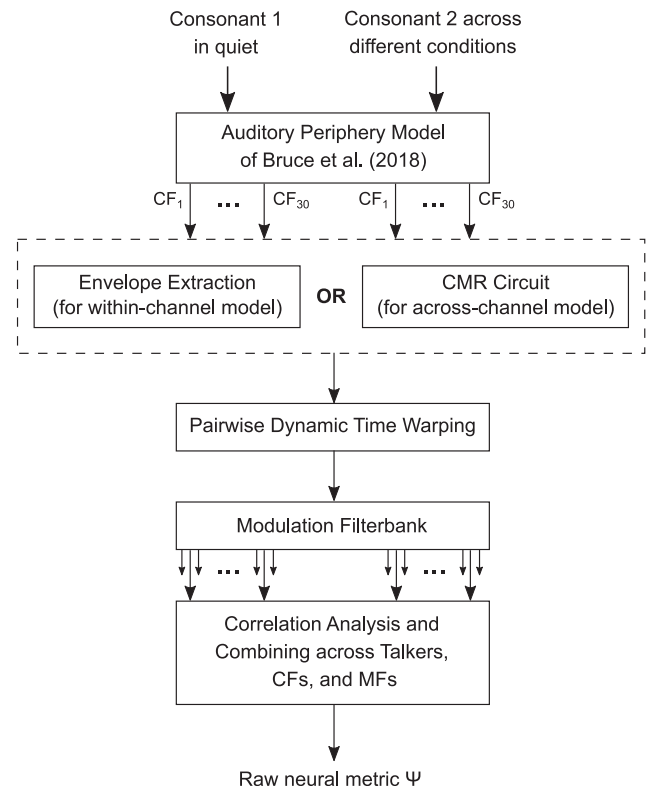 Consonant 1
in quiet
Consonant 2 across
different conditions
Auditory Periphery Model
of Bruce et al. (2018)
CF1 ... CF30 CF1 ... CF30
Envelope Extraction
(for within-channel model)
OR
CMR Circuit
(for across-channel model)
Pairwise Dynamic Time Warping
Modulation Filterbank
... ...
Correlation Analysis and
Combining across Talkers,
CFs, and MFs
Raw neural metric Ψ